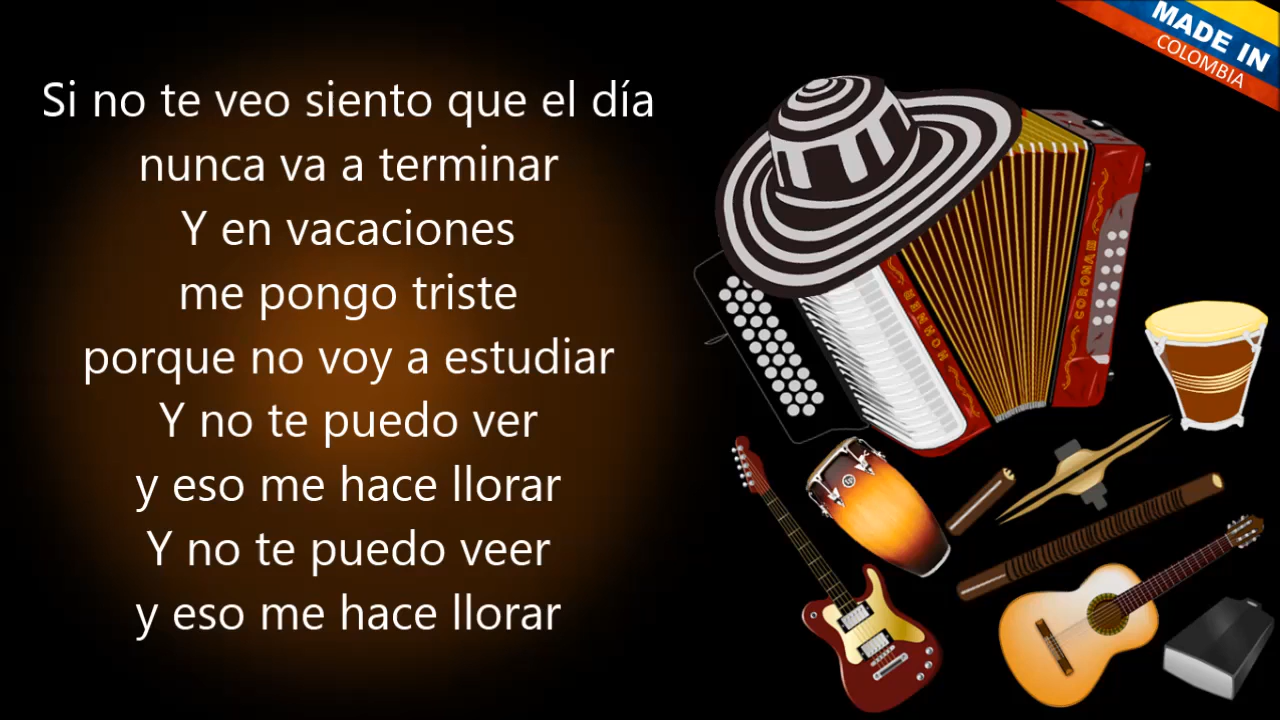 MADE IN
COLOMBIA
Si no te veo siento que el día
nunca va a terminar
Y en vacaciones
me pongo triste
porque no voy a estudiar
Y no te puedo ver
y eso me hace llorar
Y no te puedo veer
y eso me hace llorar
HOHNER
CORONA III
LP